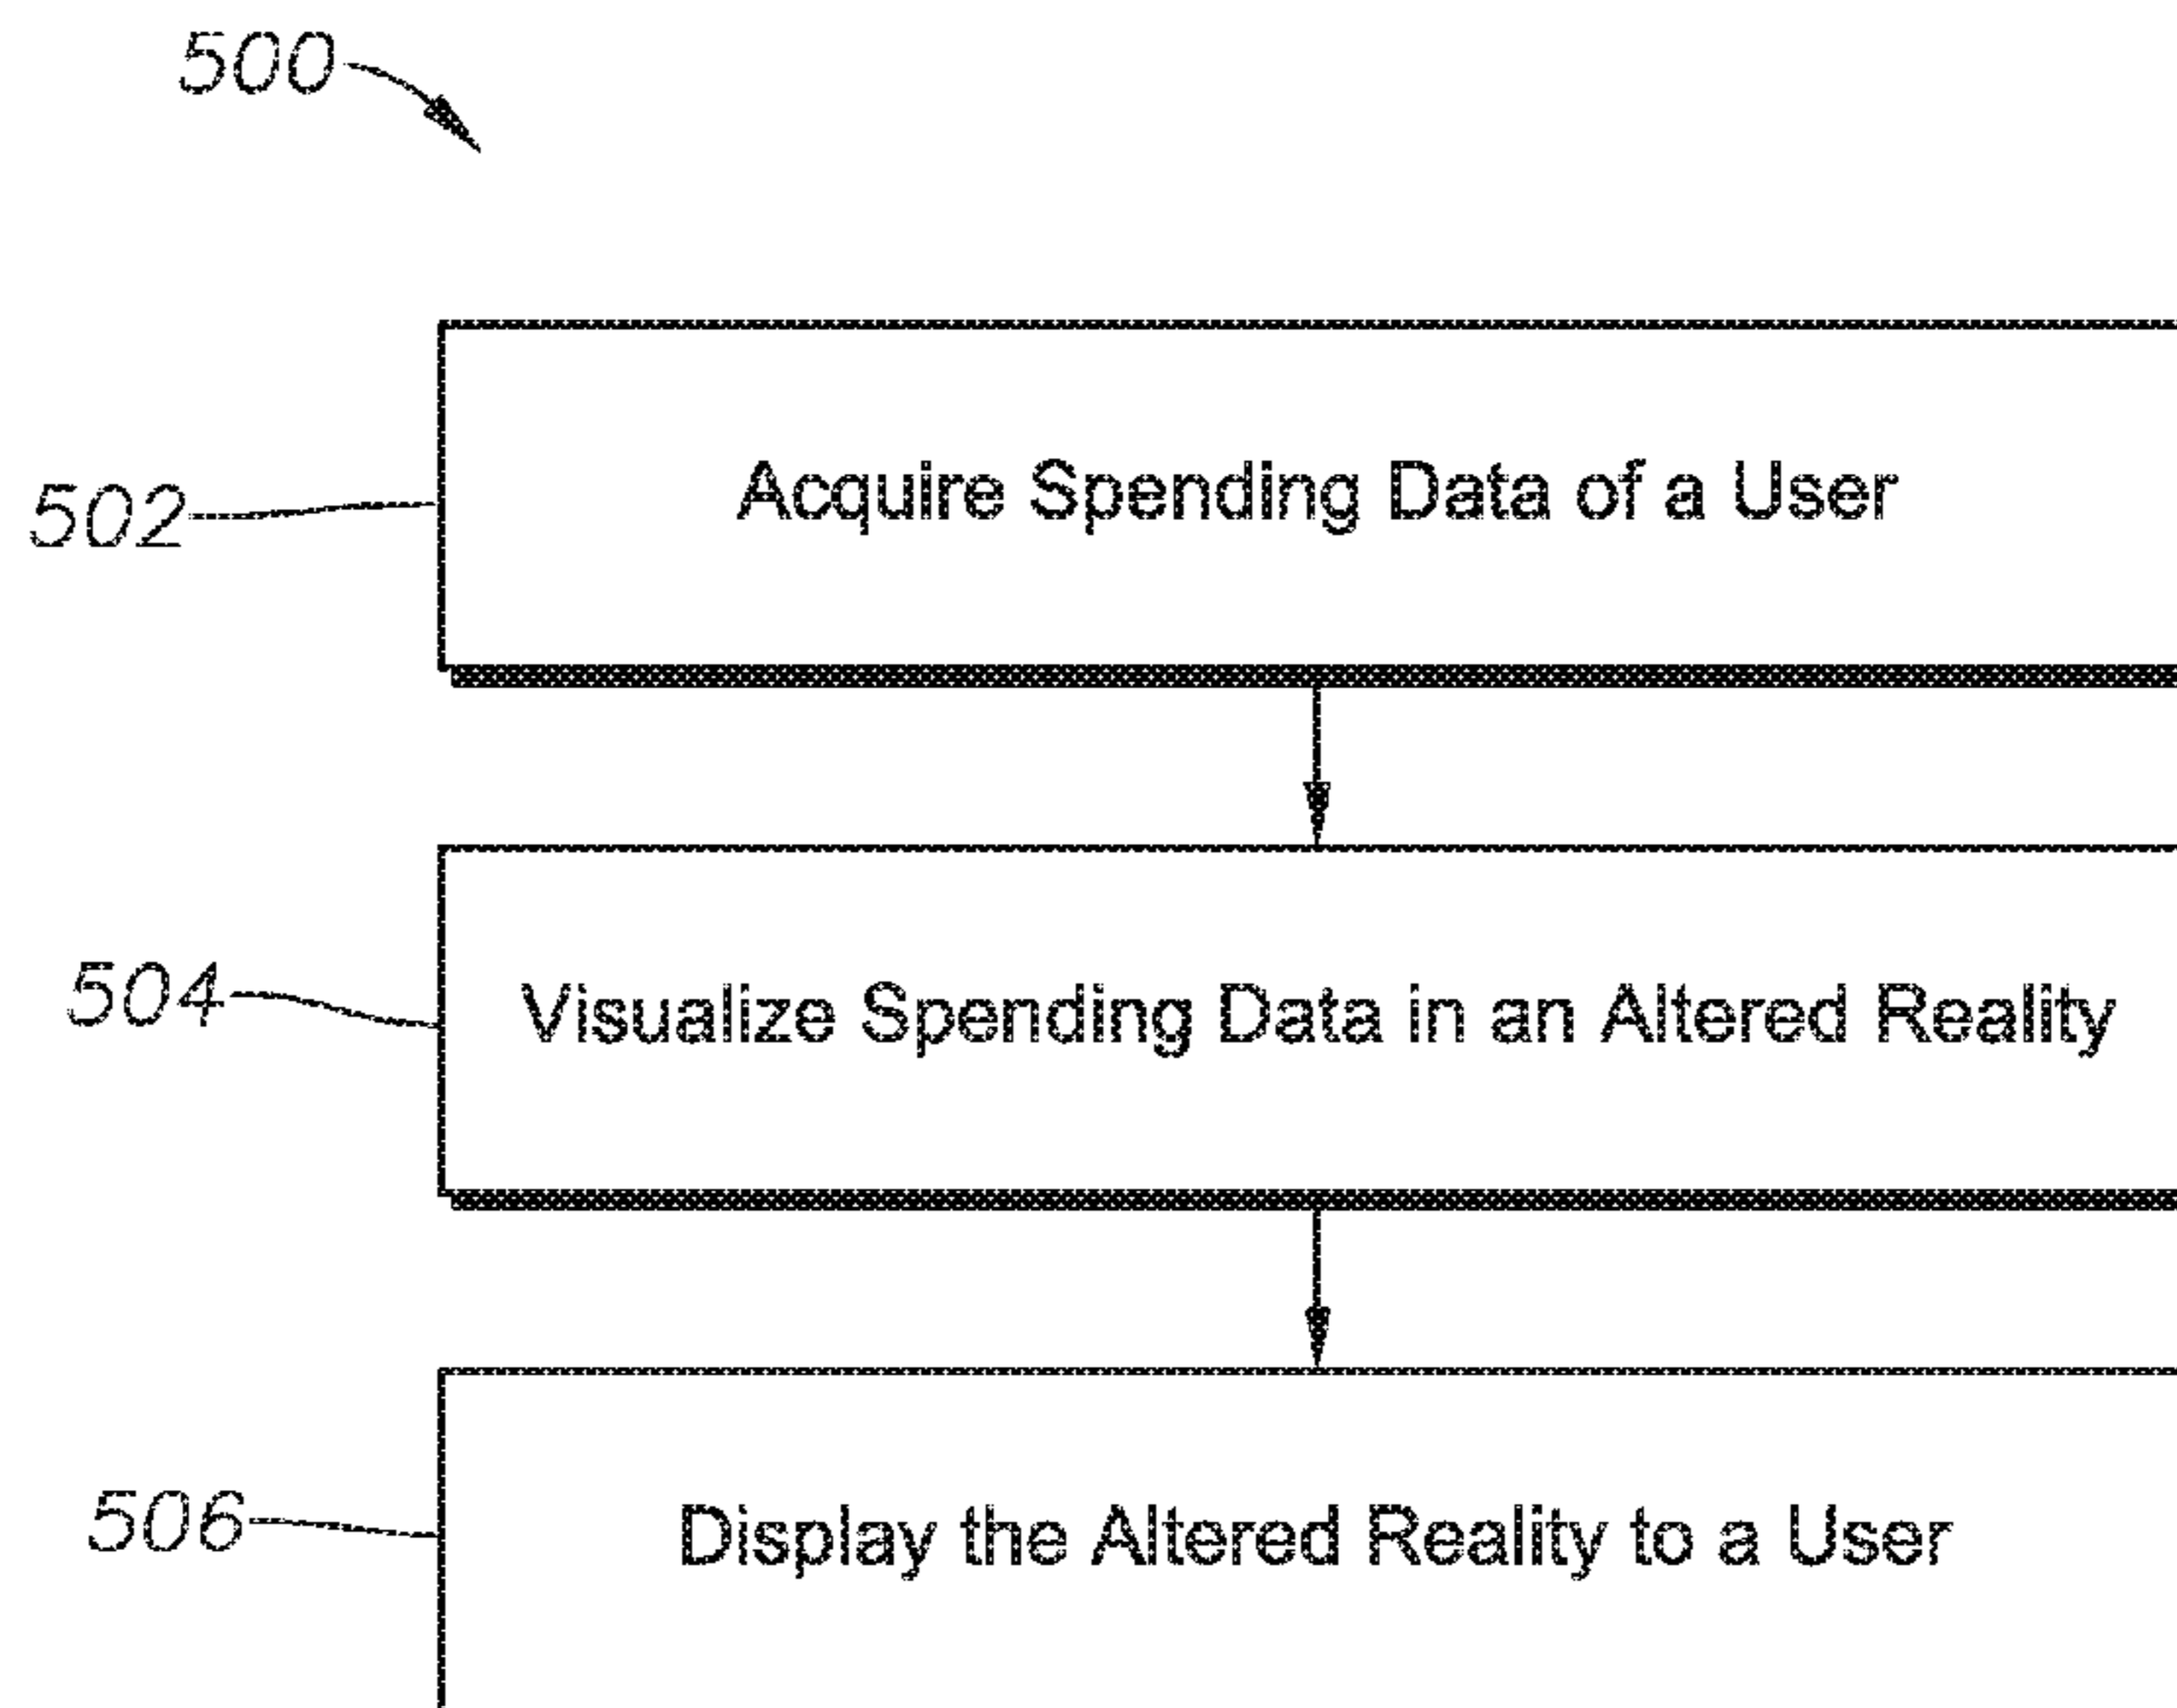 500
502
Acquire Spending Data of a User
504
Visualize Spending Data in an Altered Reality
506
Display the Altered Reality to a User